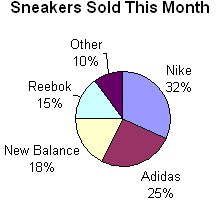 Sneakers Sold This Month
Other
10%
Nike
32%
Reebok
15%
New Balance
18%
Adidas
25%